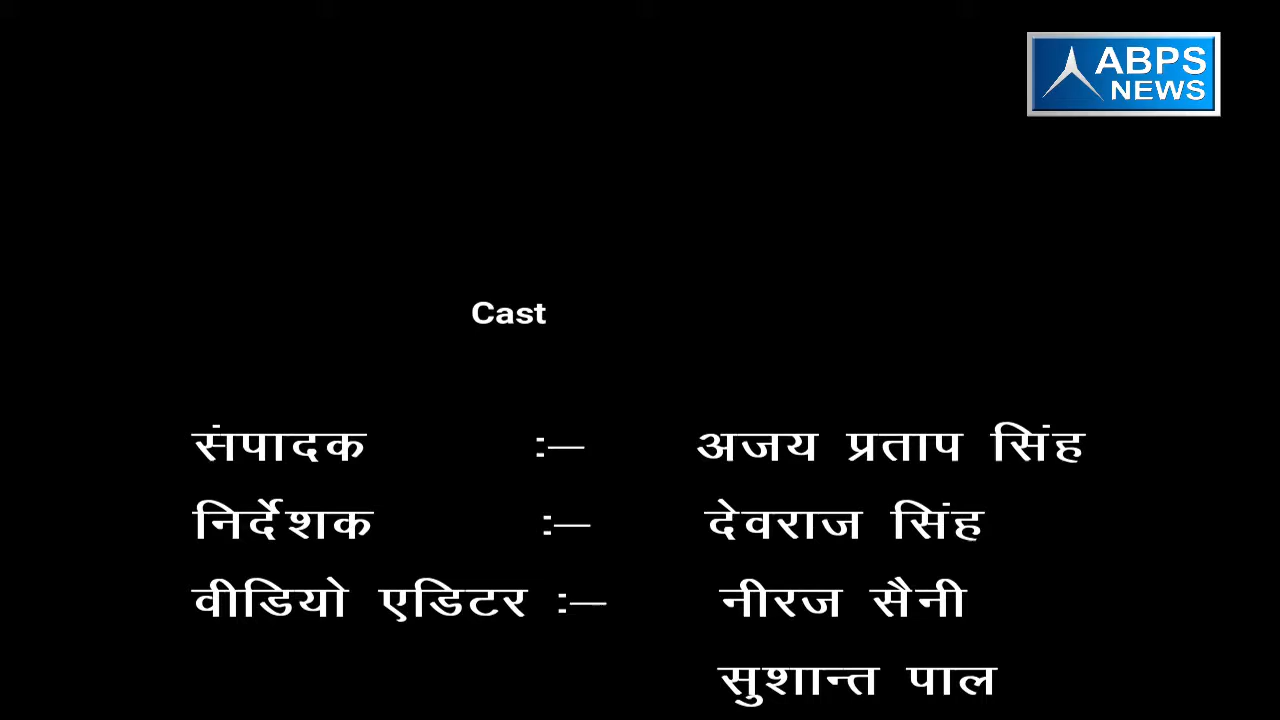 ABPS
NEWS
Cast
संपादक :— अजय प्रताप सिंह
निर्देशक :— देवराज सिंह
वीडियो एडिटर :— नीरज सैनी
सुशान्त पाल